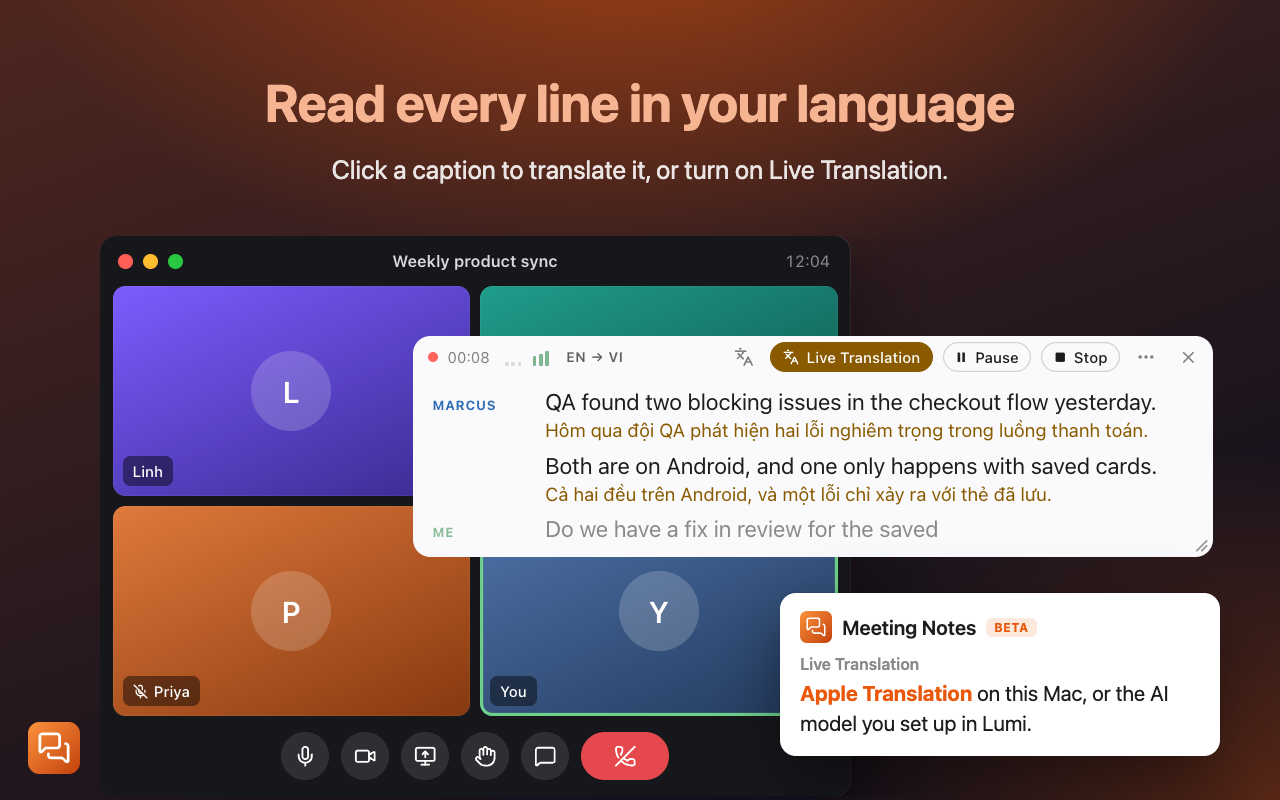 Read every line in your language
Click a caption to translate it, or turn on Live Translation.
Weekly product sync
12:04
L
Linh
00:08
EN → VI
Live Translation
Pause
Stop
MARCUS
QA found two blocking issues in the checkout flow yesterday.
Hôm qua đội QA phát hiện hai lỗi nghiêm trọng trong luồng thanh toán.
Both are on Android, and one only happens with saved cards.
Cả hai đều trên Android, và một lỗi chỉ xảy ra với thẻ đã lưu.
ME
Do we have a fix in review for the saved
P
Priya
Y
You
Meeting Notes
BETA
Live Translation
Apple Translation on this Mac, or the AI
model you set up in Lumi.